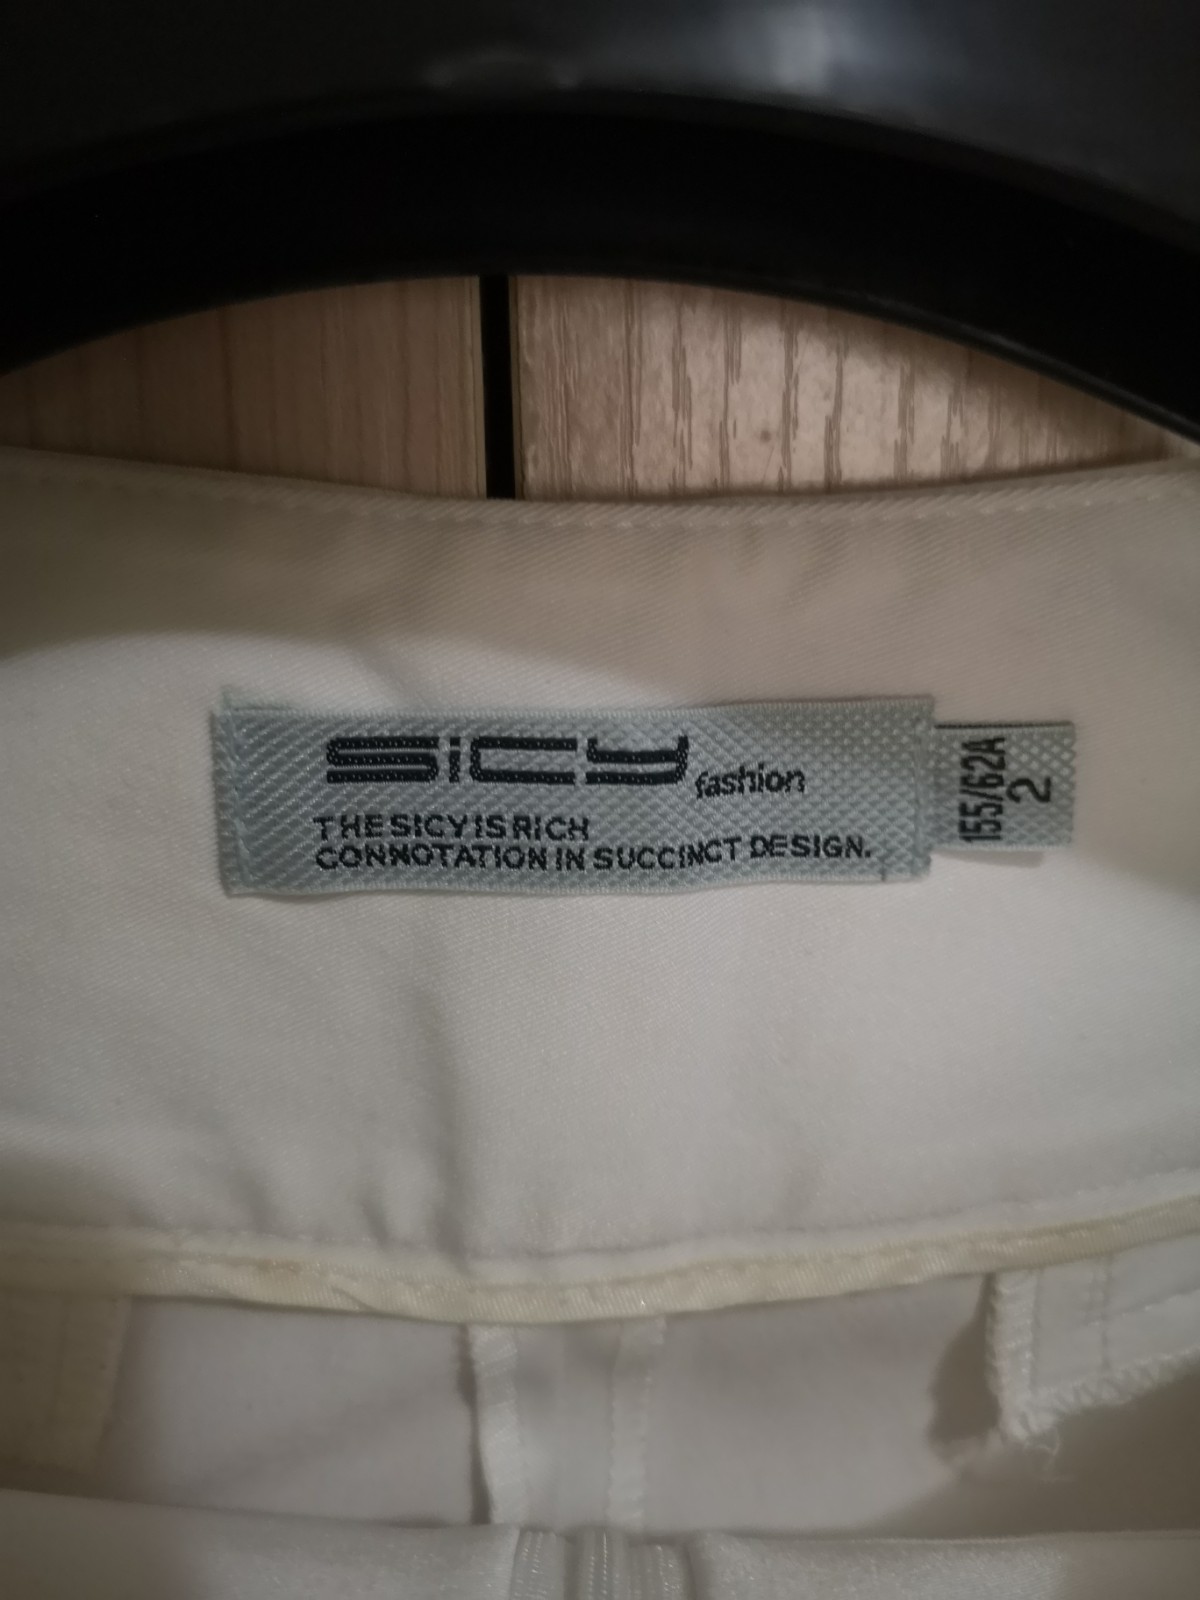 SiCY
fashion
THE SICY IS RICH
CONNOTATION IN SUCCINCT DESIGN.
155/62A
2